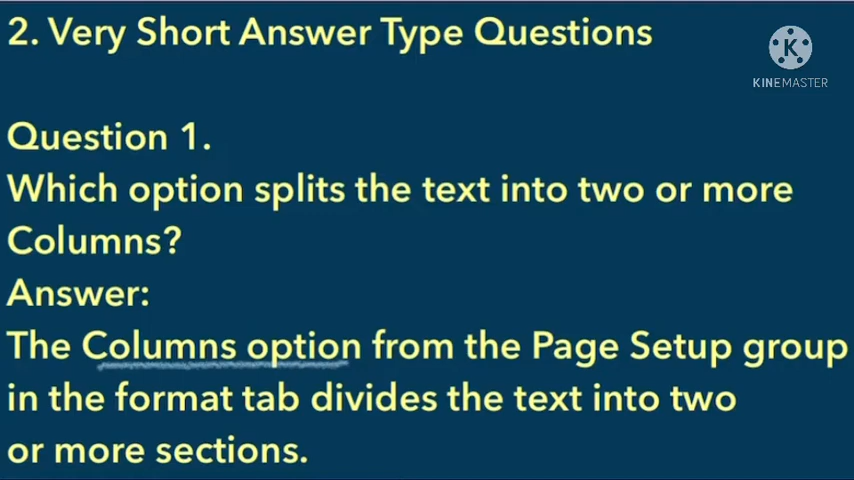 2. Very Short Answer Type Questions
KINEMASTER
Question 1.
Which option splits the text into two or more
Columns?
Answer:
The Columns option from the Page Setup group
in the format tab divides the text into two
or more sections.